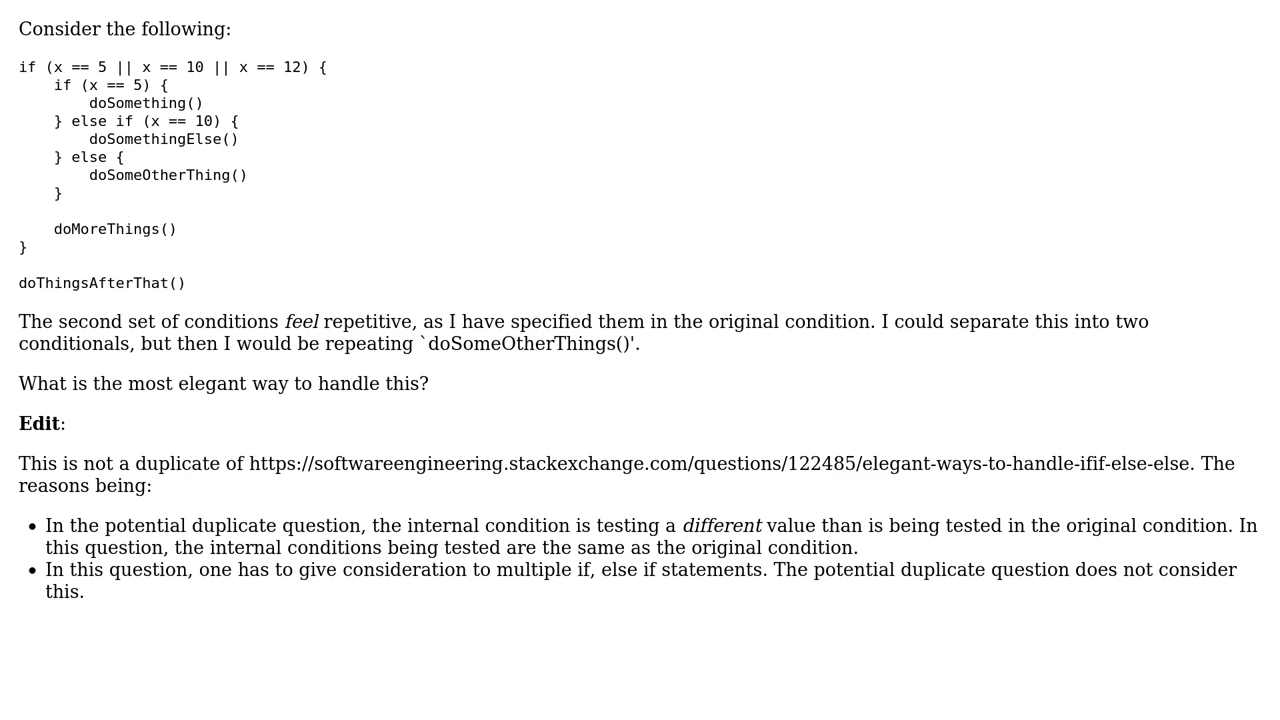 Consider the following:
if (x == 5 || x == 10 || x == 12) {
    if (x == 5) {
        doSomething()
    } else if (x == 10) {
        doSomethingElse()
    } else {
        doSomeOtherThing()
    }
    doMoreThings()
}
doThingsAfterThat()
The second set of conditions feel repetitive, as I have specified them in the original condition. I could separate this into two
conditionals, but then I would be repeating `doSomeOtherThings()'.
What is the most elegant way to handle this?
Edit:
This is not a duplicate of https://softwareengineering.stackexchange.com/questions/122485/elegant-ways-to-handle-ifif-else-else. The
reasons being:
• In the potential duplicate question, the internal condition is testing a different value than is being tested in the original condition. In
this question, the internal conditions being tested are the same as the original condition.
• In this question, one has to give consideration to multiple if, else if statements. The potential duplicate question does not consider
this.